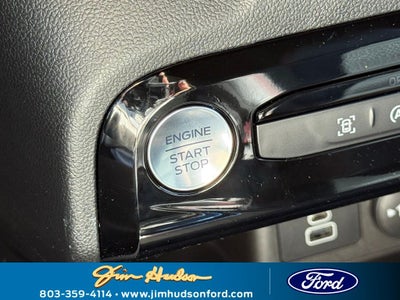 ENGINE
START
STOP
Jim Hudson
Ford
803-359-4114 • www.jimhudsonford.com